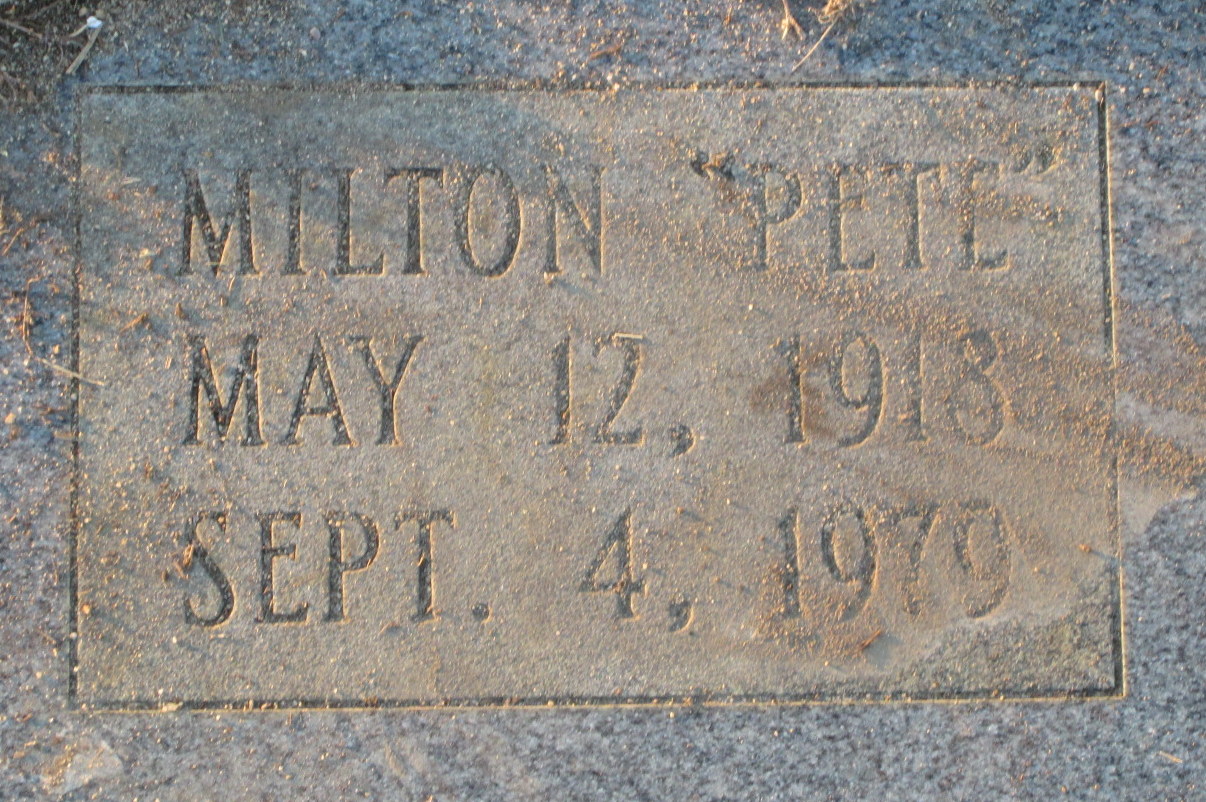 MILTON "PETE"
MAY 12, 1918
SEPT. 4, 1979